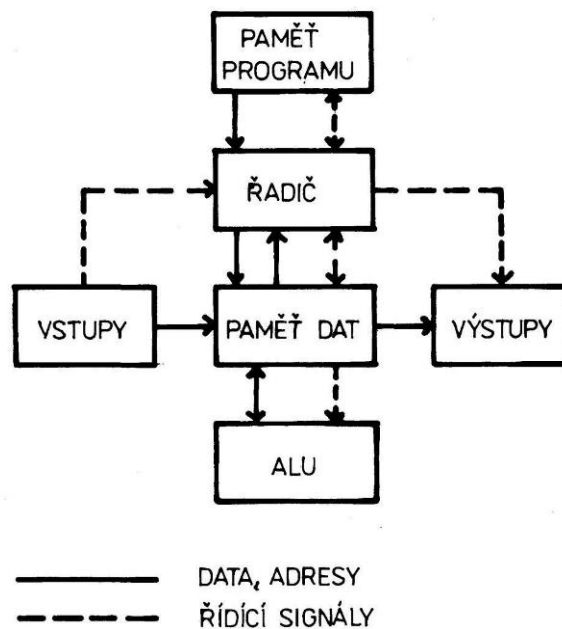 PAMĚŤ
PROGRAMU
ŘADIČ
VSTUPY
PAMĚŤ DAT
VÝSTUPY
ALU
DATA, ADRESY
ŘÍDÍCÍ SIGNÁLY